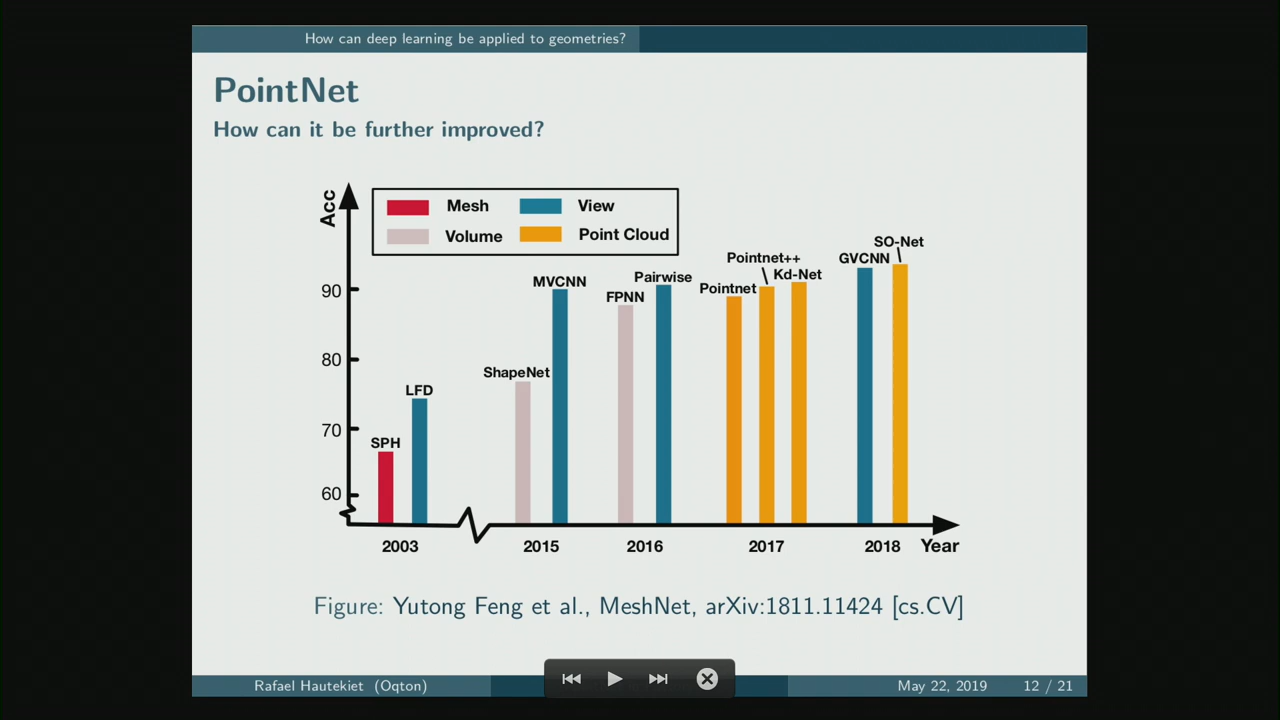 How can deep learning be applied to geometries?
PointNet
How can it be further improved?
Acc
Mesh
View
Volume
Point Cloud
90
80
70
60
SPH
LFD
ShapeNet
MVCNN
FPNN
Pairwise
Pointnet
Pointnet++
Kd-Net
GVCNN
SO-Net
2003
2015
2016
2017
2018
Year
Figure: Yutong Feng et al., MeshNet, arXiv:1811.11424 [cs.CV]
Rafael Hautekiet (Oqton)
May 22, 2019
12 / 21